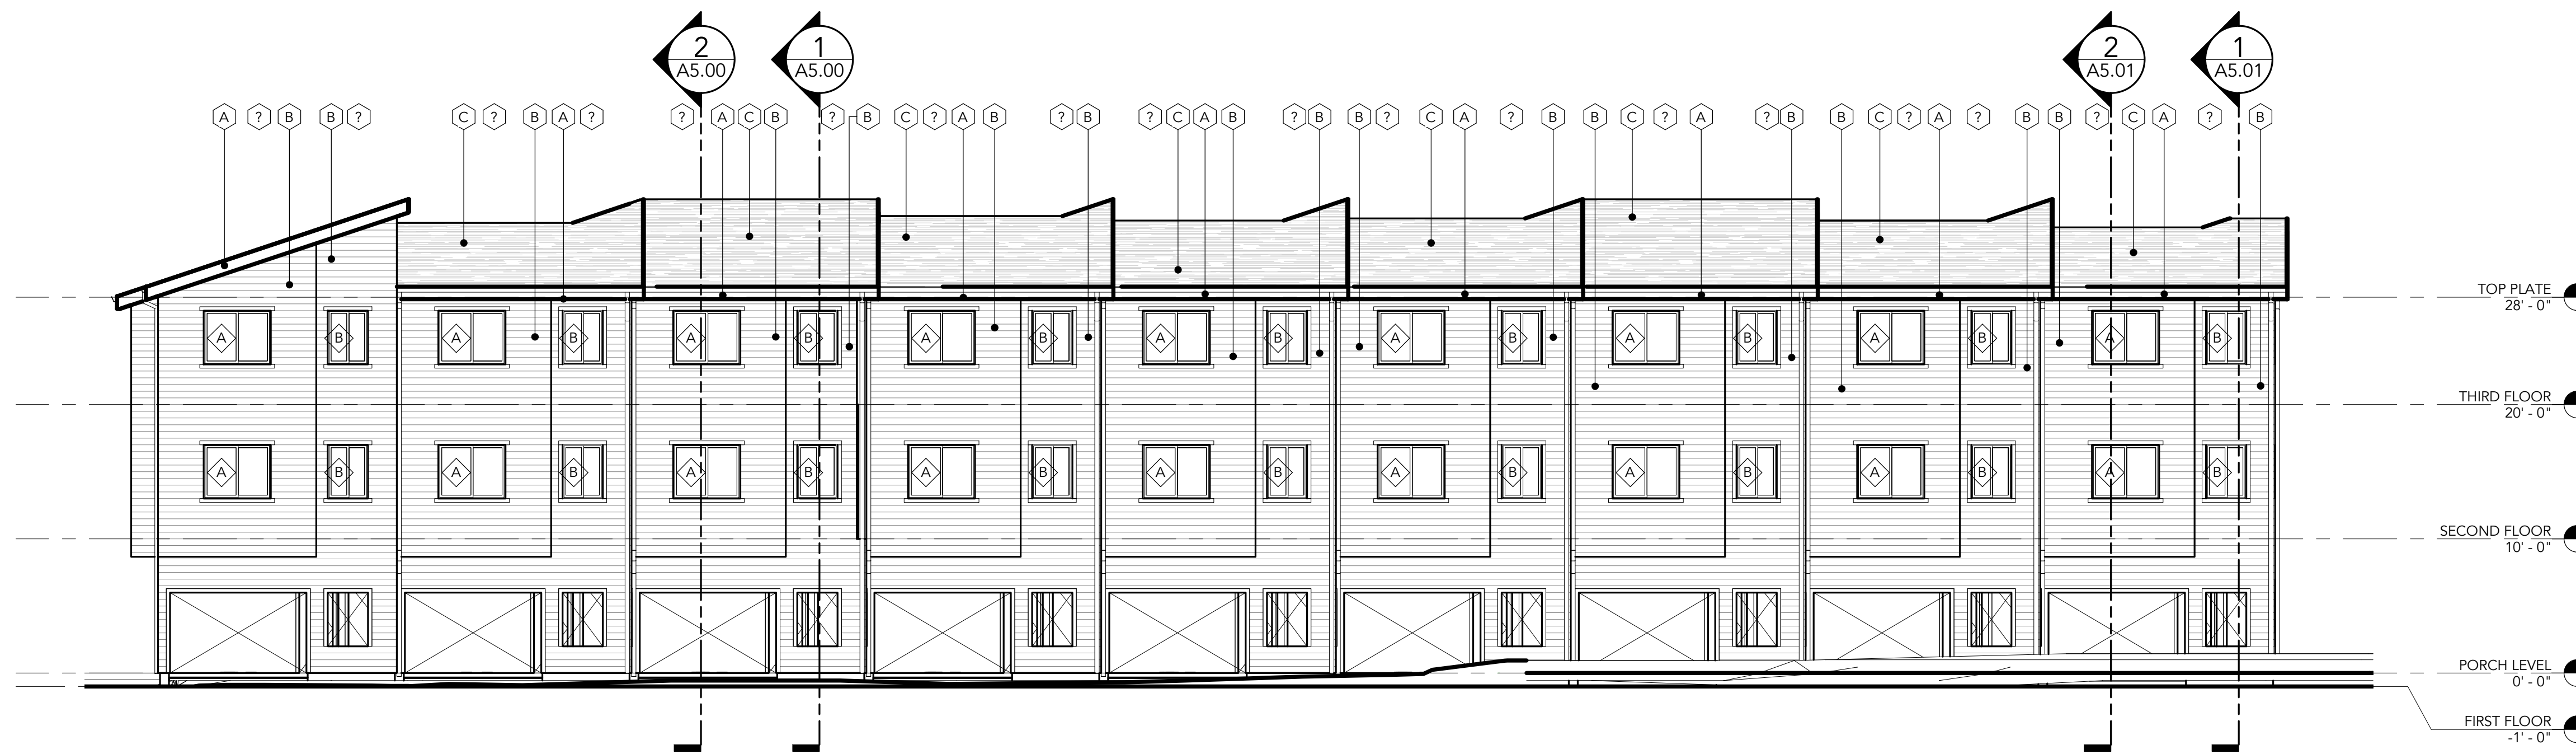 2
A5.00
1
A5.00
2
A5.01
1
A5.01
A ? B B ? C ? B A ? ? A C B ? B C ? A B ? B ? C A B ? B B ? C A ? B B C ? A ? B B C ? A ? B B ? C A ? B
TOP PLATE
28' - 0"
A B A B A B A B A B A B A B A B A B
THIRD FLOOR
20' - 0"
A B A B A B A B A B A B A B A B A B
SECOND FLOOR
10' - 0"
PORCH LEVEL
0' - 0"
FIRST FLOOR
-1' - 0"